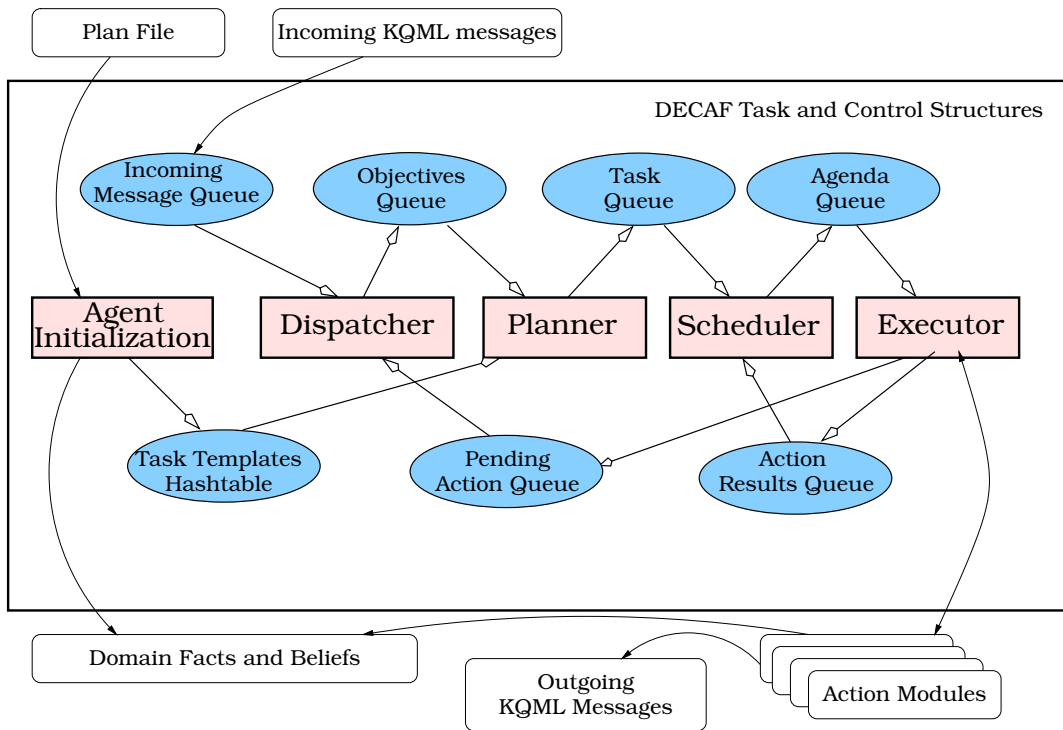 Plan File
Incoming KQML messages
DECAF Task and Control Structures
Incoming
Message Queue
Objectives
Queue
Task
Queue
Agenda
Queue
Agent
Initialization
Dispatcher
Planner
Scheduler
Executor
Task Templates
Hashtable
Pending
Action Queue
Action
Results Queue
Domain Facts and Beliefs
Outgoing
KQML Messages
Action Modules